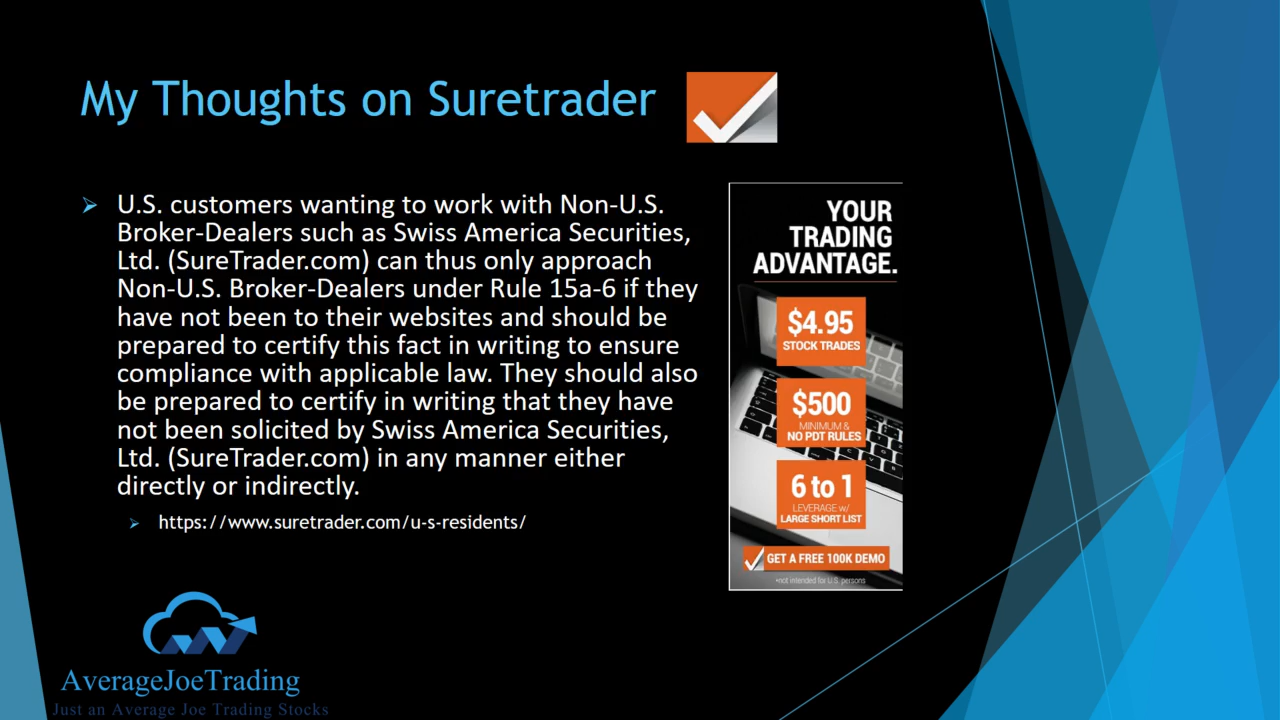 My Thoughts on Suretrader
U.S. customers wanting to work with Non-U.S.
Broker-Dealers such as Swiss America Securities,
Ltd. (SureTrader.com) can thus only approach
Non-U.S. Broker-Dealers under Rule 15a-6 if they
have not been to their websites and should be
prepared to certify this fact in writing to ensure
compliance with applicable law. They should also
be prepared to certify in writing that they have
not been solicited by Swiss America Securities,
Ltd. (SureTrader.com) in any manner either
directly or indirectly.
https://www.suretrader.com/u-s-residents/
YOUR
TRADING
ADVANTAGE.
$4.95
STOCK TRADES
$500
MINIMUM &
NO PDT RULES
6 to 1
LEVERAGE w/
LARGE SHORT LIST
GET A FREE 100K DEMO
*not intended for U.S. persons
AverageJoeTrading
Just an Average Joe Trading Stocks